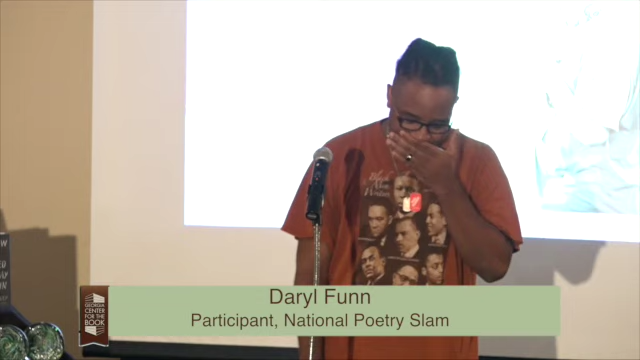 Daryl Funn
Participant, National Poetry Slam
GEORGIA
CENTER
FOR THE
BOOK